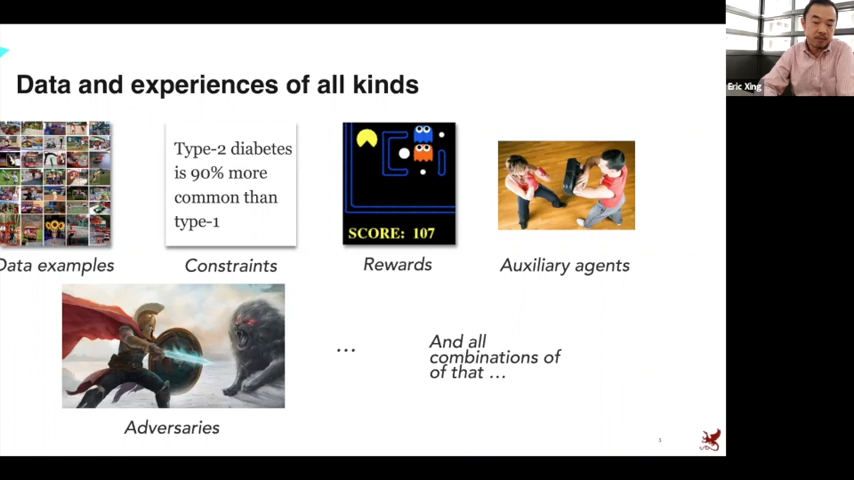 Data and experiences of all kinds
Eric Xing
Type-2 diabetes
is 90% more
common than
type-1
SCORE: 107
Data examples
Constraints
Rewards
Auxiliary agents
...
And all
combinations of
of that ...
Adversaries